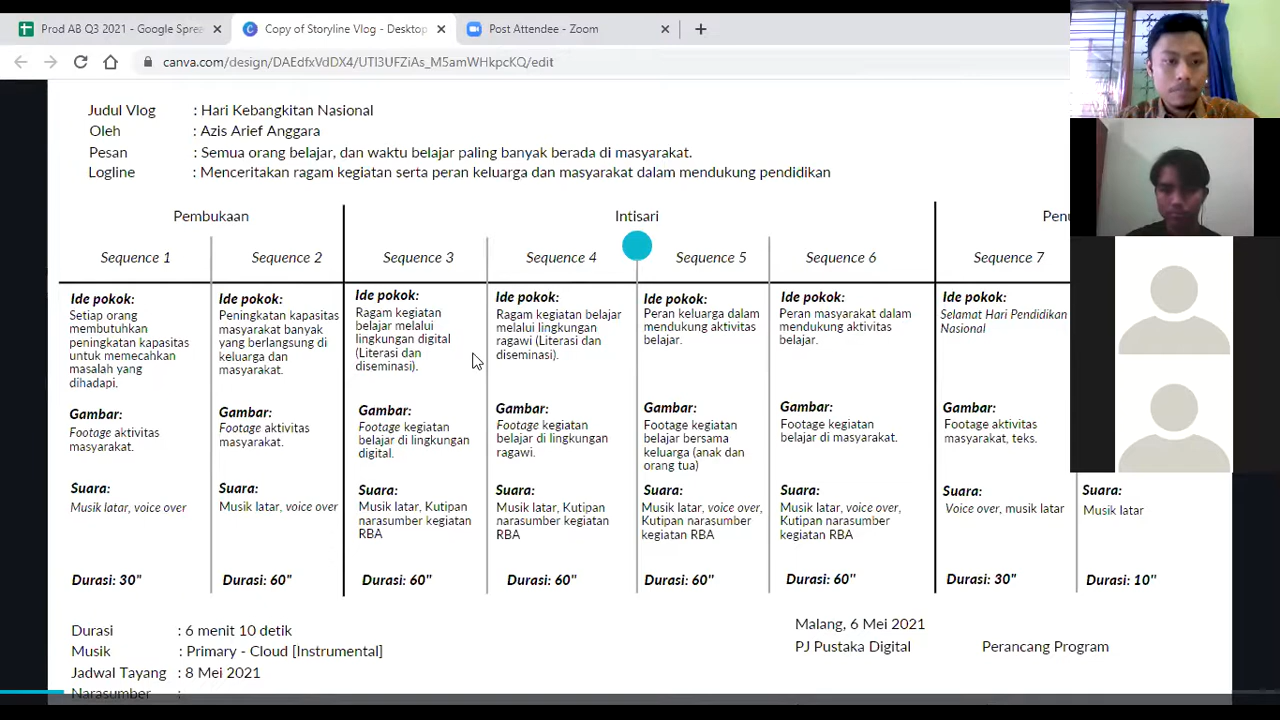 Prod AB Q3 2021 - Google Sprea
Copy of Storyline Vlog - Desktop
Post Attendee - Zoom
Judul Vlog : Hari Kebangkitan Nasional
Oleh : Azis Arief Anggara
Pesan : Semua orang belajar, dan waktu belajar paling banyak berada di masyarakat.
Logline : Menceritakan ragam kegiatan serta peran keluarga dan masyarakat dalam mendukung pendidikan
Pembukaan
Intisari
Penu
Sequence 1
Sequence 2
Sequence 3
Sequence 4
Sequence 5
Sequence 6
Sequence 7
Ide pokok:
Setiap orang
membutuhkan
peningkatan kapasitas
untuk memecahkan
masalah yang
dihadapi.
Gambar:
Footage aktivitas
masyarakat.
Suara:
Musik latar, voice over
Durasi: 30"
Ide pokok:
Peningkatan kapasitas
masyarakat banyak
yang berlangsung di
keluarga dan
masyarakat.
Gambar:
Footage aktivitas
masyarakat.
Suara:
Musik latar, voice over
Durasi: 60"
Ide pokok:
Ragam kegiatan
belajar melalui
lingkungan digital
(Literasi dan
diseminasi).
Gambar:
Footage kegiatan
belajar di lingkungan
digital.
Suara:
Musik latar, Kutipan
narasumber kegiatan
RBA
Durasi: 60"
Ide pokok:
Ragam kegiatan belajar
melalui lingkungan
ragawi (Literasi dan
diseminasi).
Gambar:
Footage kegiatan
belajar di lingkungan
ragawi.
Suara:
Musik latar, Kutipan
narasumber kegiatan
RBA
Durasi: 60"
Ide pokok:
Peran keluarga dalam
mendukung aktivitas
belajar.
Gambar:
Footage kegiatan
belajar bersama
keluarga (anak dan
orang tua)
Suara:
Musik latar, voice over,
Kutipan narasumber
kegiatan RBA
Durasi: 60"
Ide pokok:
Peran masyarakat dalam
mendukung aktivitas
belajar.
Gambar:
Footage kegiatan
belajar di masyarakat.
Suara:
Musik latar, voice over,
Kutipan narasumber
kegiatan RBA
Durasi: 60"
Ide pokok:
Selamat Hari Pendidikan
Nasional
Gambar:
Footage aktivitas
masyarakat, teks.
Suara:
Voice over, musik latar
Durasi: 30"
Suara:
Musik latar
Durasi: 10"
Durasi : 6 menit 10 detik
Musik : Primary - Cloud [Instrumental]
Jadwal Tayang : 8 Mei 2021
Narasumber :
Malang, 6 Mei 2021
PJ Pustaka Digital
Perancang Program